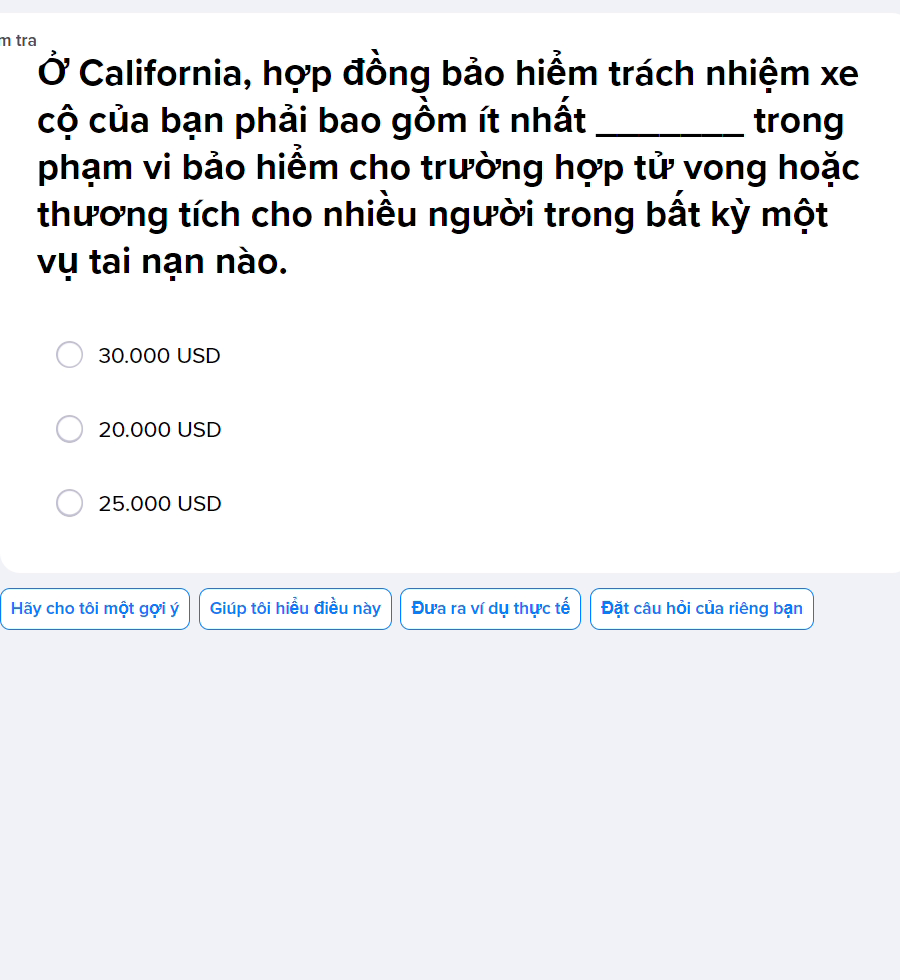 tra
Ở California, hợp đồng bảo hiểm trách nhiệm xe
cộ của bạn phải bao gồm ít nhất ________ trong
phạm vi bảo hiểm cho trường hợp tử vong hoặc
thương tích cho nhiều người trong bất kỳ một
vụ tai nạn nào.
30.000 USD
20.000 USD
25.000 USD
Hãy cho tôi một gợi ý Giúp tôi hiểu điều này Đưa ra ví dụ thực tế Đặt câu hỏi của riêng bạn